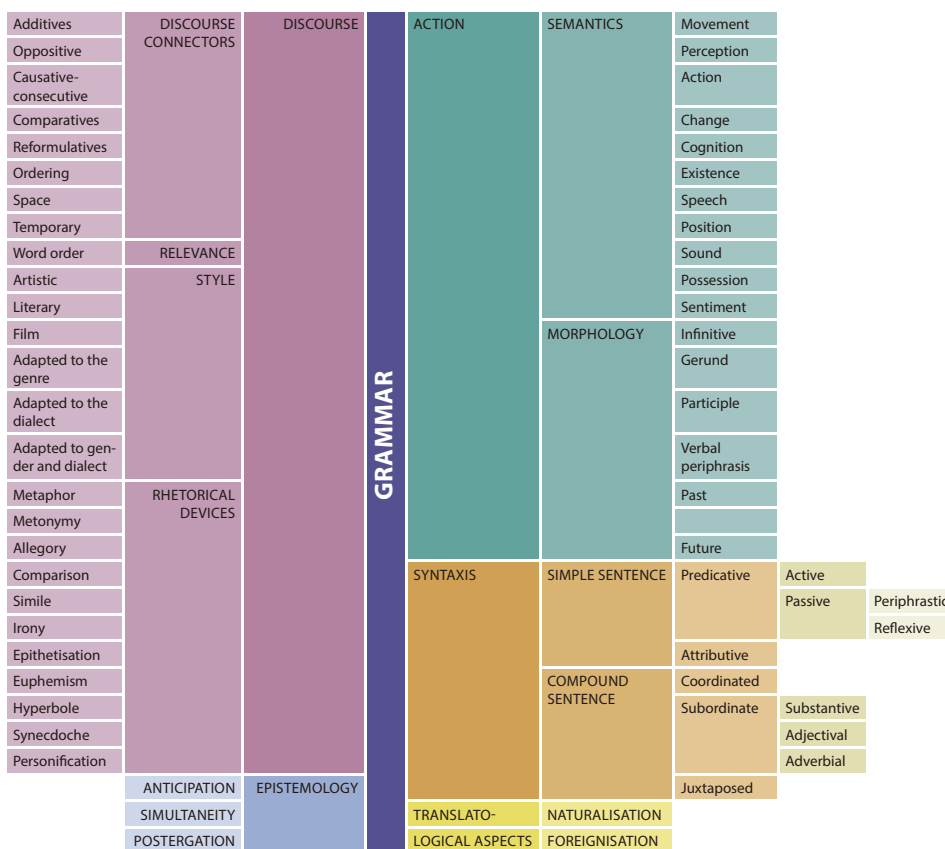 Additives
DISCOURSE
CONNECTORS
DISCOURSE
GRAMMAR
ACTION
SEMANTICS
Movement
Oppositive
Perception
Causative-
consecutive
Action
Comparatives
Change
Reformulatives
Cognition
Ordering
Existence
Space
Speech
Temporary
Position
Word order
RELEVANCE
Sound
Artistic
STYLE
Possession
Literary
Sentiment
Film
MORPHOLOGY
Infinitive
Adapted to the
genre
Gerund
Adapted to the
dialect
Participle
Adapted to gen-
der and dialect
Verbal
periphrasis
Metaphor
RHETORICAL
DEVICES
Past
Metonymy
Allegory
Future
Comparison
SYNTAXIS
SIMPLE SENTENCE
Predicative
Active
Simile
Passive
Periphrastic
Irony
Reflexive
Epithetisation
Attributive
Euphemism
COMPOUND
SENTENCE
Coordinated
Hyperbole
Subordinate
Substantive
Synecdoche
Adjectival
Personification
Adverbial
ANTICIPATION
EPISTEMOLOGY
Juxtaposed
SIMULTANEITY
TRANSLATO-
NATURALISATION
POSTERGATION
LOGICAL ASPECTS
FOREIGNISATION